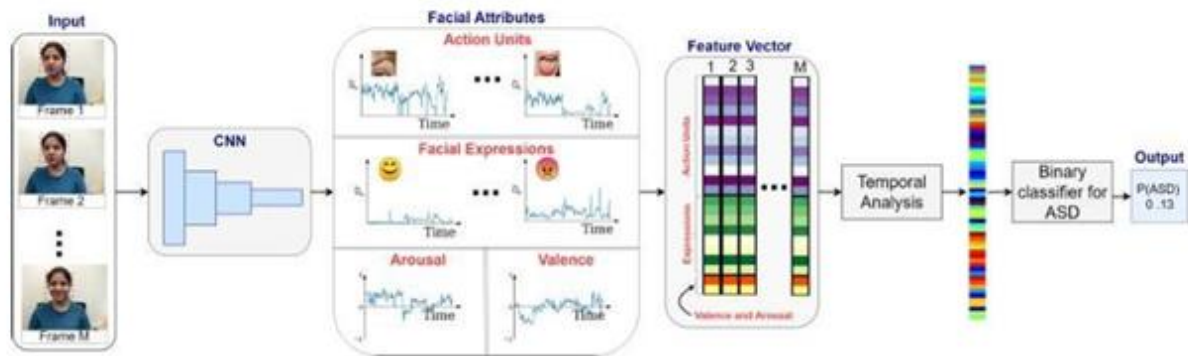 Input
Frame 1
Frame 2
Frame M
CNN
Facial Attributes
Action Units
P
Time
P
Time
Facial Expressions
P
Time
P
Time
Arousal
Time
Valence
Time
Feature Vector
1 2 3 M
Action Units
Expressions
Valence and Arousal
Temporal
Analysis
Binary
classifier for
ASD
Output
P(ASD)
0 .13